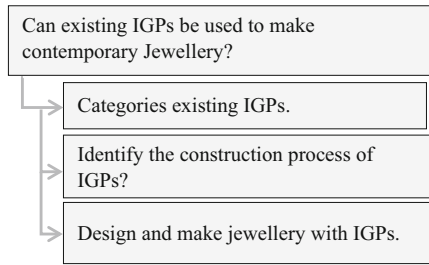 Can existing IGPs be used to make
contemporary Jewellery?
Categories existing IGPs.
Identify the construction process of
IGPs?
Design and make jewellery with IGPs.